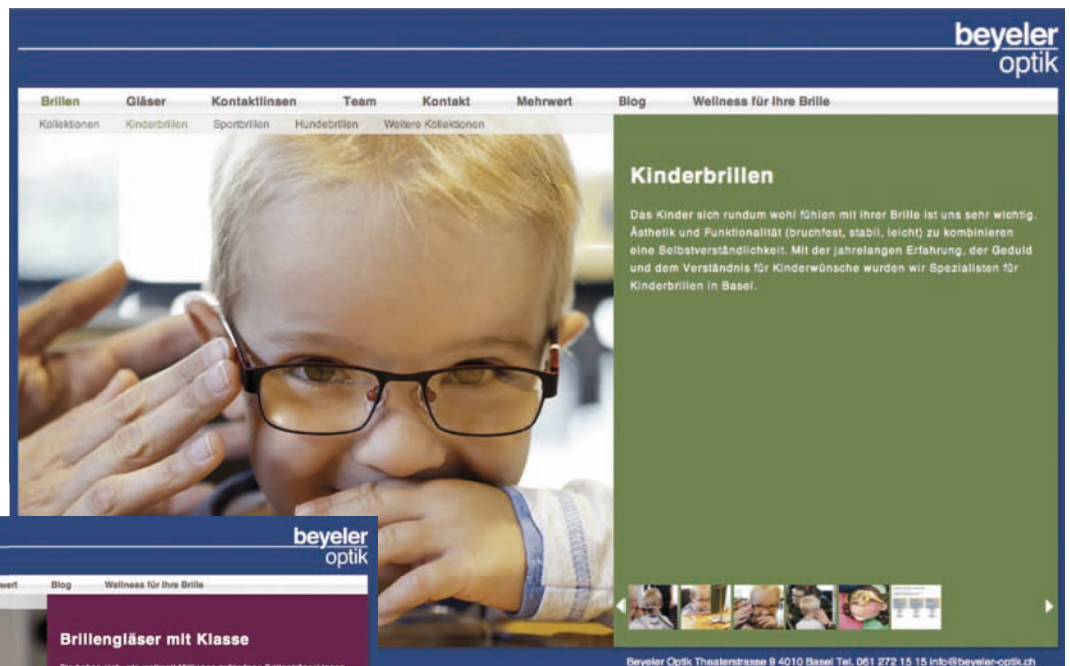 beyeler
optik
Brillen Gläser Kontaktlinsen Team Kontakt Mehrwert Blog Wellness für Ihre Brille
Kollektionen Kinderbrillen Sportbrillen Hundebrillen Weitere Kollektionen
Kinderbrillen
Das Kinder sich rundum wohl fühlen mit ihrer Brille ist uns sehr wichtig.
Ästhetik und Funktionalität (bruchfest, stabil, leicht) zu kombinieren
eine Selbstverständlichkeit. Mit der jahrelangen Erfahrung, der Geduld
und dem Verständnis für Kinderwünsche wurden wir Spezialisten für
Kinderbrillen in Basel.
Beyeler Optik Theaterstrasse 9 4010 Basel Tel. 061 272 15 15 info@beyeler-optik.ch
beyeler
optik
wert Blog Wellness für Ihre Brille
Brillengläser mit Klasse